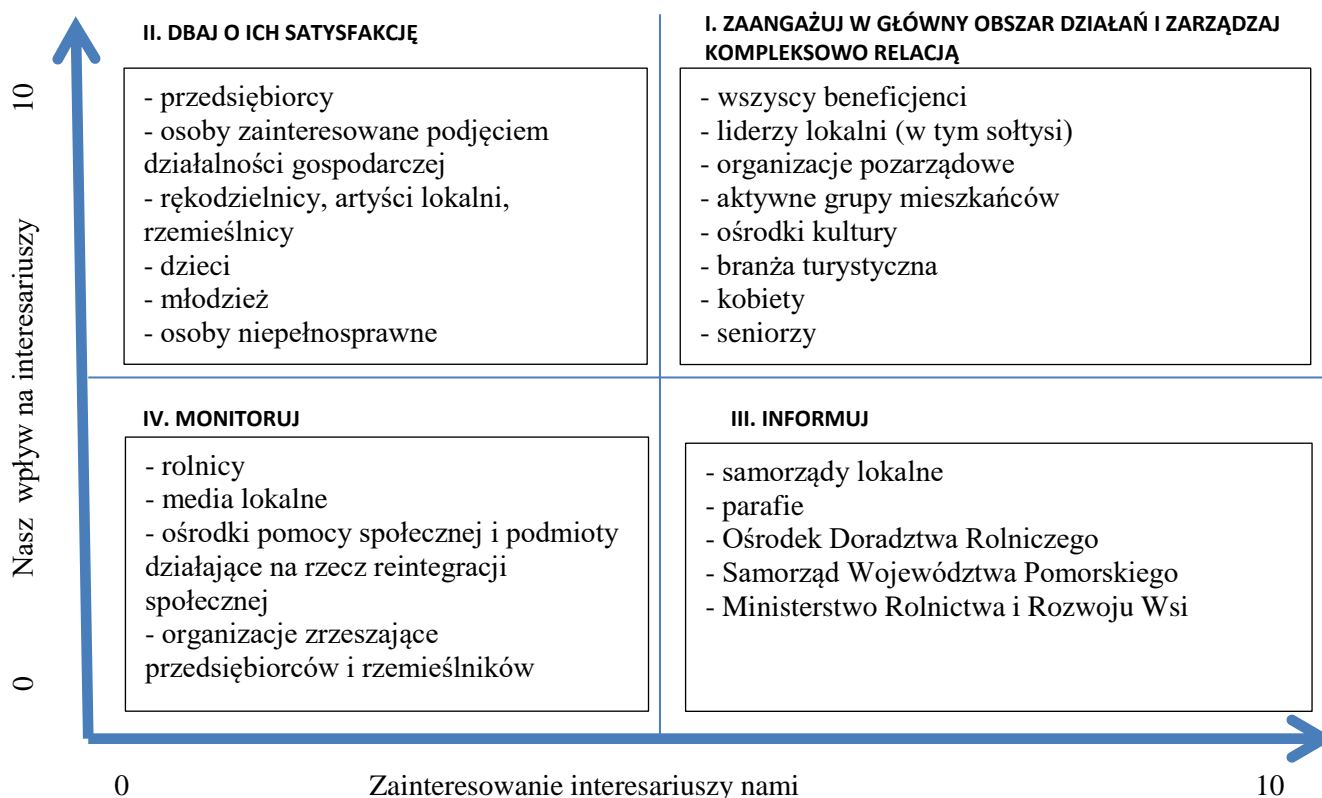 II. DBAJ O ICH SATYSFAKCJĘ
- przedsiębiorcy
- osoby zainteresowane podjęciem
działalności gospodarczej
- rękodzielnicy, artyści lokalni,
rzemieślnicy
- dzieci
- młodzież
- osoby niepełnosprawne
I. ZAANGAŻUJ W GŁÓWNY OBSZAR DZIAŁAŃ I ZARZĄDZAJ
KOMPLEKSOWO RELACJĄ
- wszyscy beneficjenci
- liderzy lokalni (w tym sołtysi)
- organizacje pozarządowe
- aktywne grupy mieszkańców
- ośrodki kultury
- branża turystyczna
- kobiety
- seniorzy
IV. MONITORUJ
- rolnicy
- media lokalne
- ośrodki pomocy społecznej i podmioty
działające na rzecz reintegracji
społecznej
- organizacje zrzeszające
przedsiębiorców i rzemieślników
III. INFORMUJ
- samorządy lokalne
- parafie
- Ośrodek Doradztwa Rolniczego
- Samorząd Województwa Pomorskiego
- Ministerstwo Rolnictwa i Rozwoju Wsi
0 Nasz wpływ na interesariuszy 10
0 Zainteresowanie interesariuszy nami 10